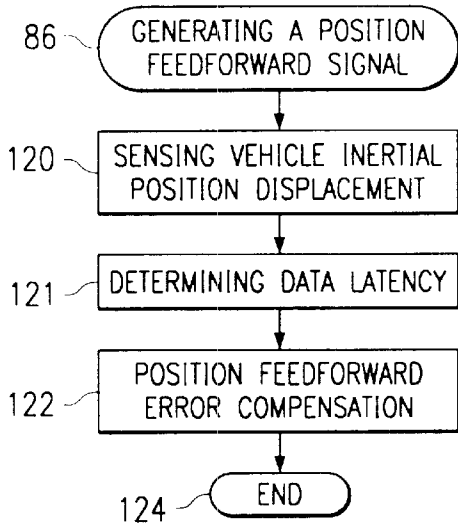 86
GENERATING A POSITION
FEEDFORWARD SIGNAL
120
SENSING VEHICLE INERTIAL
POSITION DISPLACEMENT
121
DETERMINING DATA LATENCY
122
POSITION FEEDFORWARD
ERROR COMPENSATION
124
END